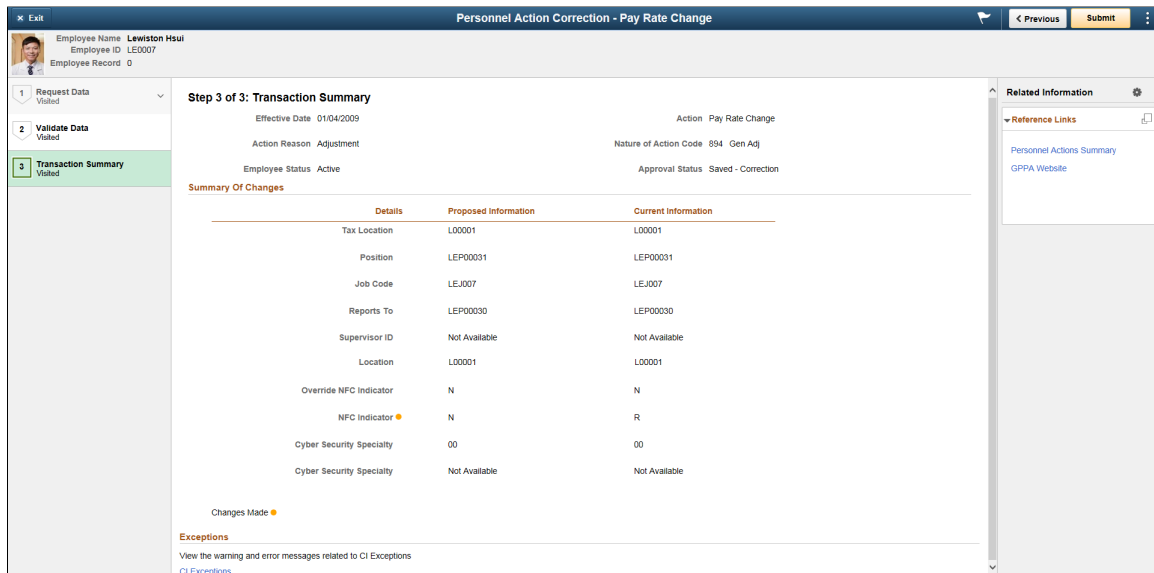 × Exit
Personnel Action Correction - Pay Rate Change
< Previous
Submit
Employee Name Lewiston Hsui
Employee ID LE0007
Employee Record 0
1 Request Data
Visited
2 Validate Data
Visited
3 Transaction Summary
Visited
Step 3 of 3: Transaction Summary
Effective Date 01/04/2009 Action Pay Rate Change
Action Reason Adjustment Nature of Action Code 894 Gen Adj
Employee Status Active Approval Status Saved - Correction
Summary Of Changes
Details Proposed Information Current Information
Tax Location L00001 L00001
Position LEP00031 LEP00031
Job Code LEJ007 LEJ007
Reports To LEP00030 LEP00030
Supervisor ID Not Available Not Available
Location L00001 L00001
Override NFC Indicator N N
NFC Indicator N R
Cyber Security Specialty 00 00
Cyber Security Specialty Not Available Not Available
Changes Made
Exceptions
View the warning and error messages related to CI Exceptions
CI Exceptions
Related Information
Reference Links
Personnel Actions Summary
GPPA Website